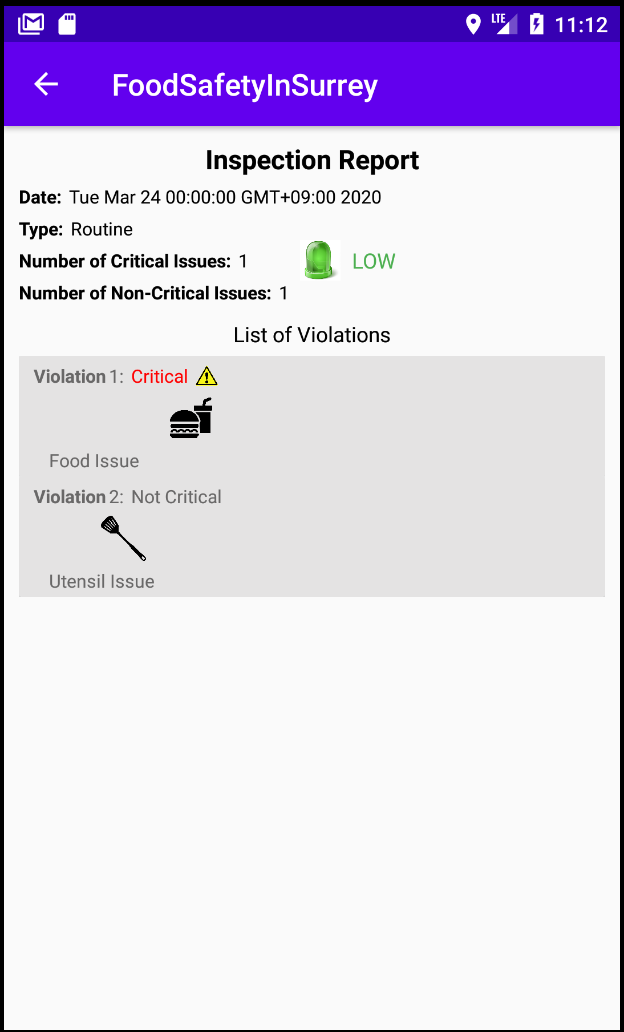 LTE 11:12
FoodSafetyInSurrey
Inspection Report
Date: Tue Mar 24 00:00:00 GMT+09:00 2020
Type: Routine
Number of Critical Issues: 1
LOW
Number of Non-Critical Issues: 1
List of Violations
Violation 1: Critical
Food Issue
Violation 2: Not Critical
Utensil Issue